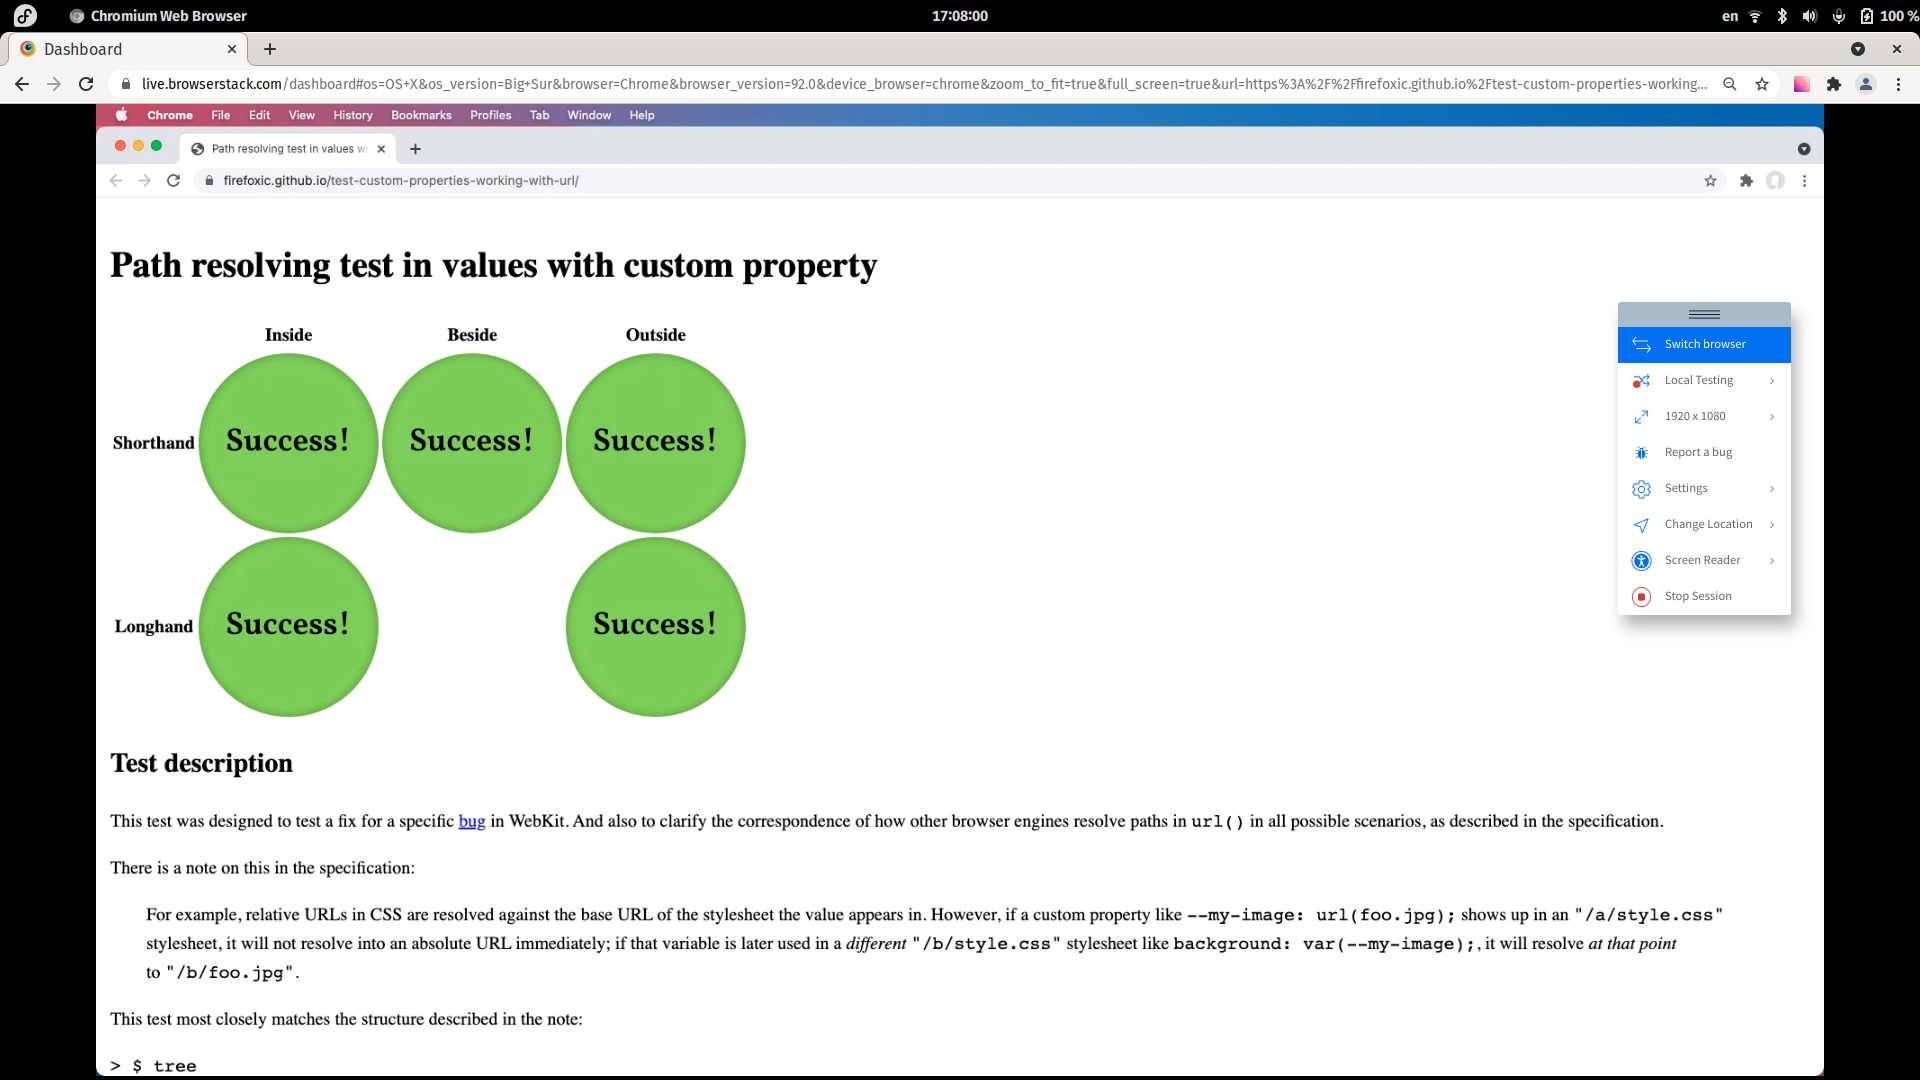 Chromium Web Browser
17:08:00
en
100 %
Dashboard
live.browserstack.com/dashboard#os=OS+X&os_version=Big+Sur&browser=Chrome&browser_version=92.0&device_browser=chrome&zoom_to_fit=true&full_screen=true&url=https%3A%2F%2Ffirefoxic.github.io%2Ftest-custom-properties-working...
Chrome File Edit View History Bookmarks Profiles Tab Window Help
Path resolving test in values w
firefoxic.github.io/test-custom-properties-working-with-url/
Path resolving test in values with custom property
Inside Beside Outside
Shorthand Success! Success! Success!
Longhand Success! Success!
Switch browser
Local Testing
1920 x 1080
Report a bug
Settings
Change Location
Screen Reader
Stop Session
Test description
This test was designed to test a fix for a specific bug in WebKit. And also to clarify the correspondence of how other browser engines resolve paths in url() in all possible scenarios, as described in the specification.
There is a note on this in the specification:
For example, relative URLs in CSS are resolved against the base URL of the stylesheet the value appears in. However, if a custom property like --my-image: url(foo.jpg); shows up in an "/a/style.css"
stylesheet, it will not resolve into an absolute URL immediately; if that variable is later used in a different "/b/style.css" stylesheet like background: var(--my-image);, it will resolve at that point
to "/b/foo.jpg".
This test most closely matches the structure described in the note:
> $ tree